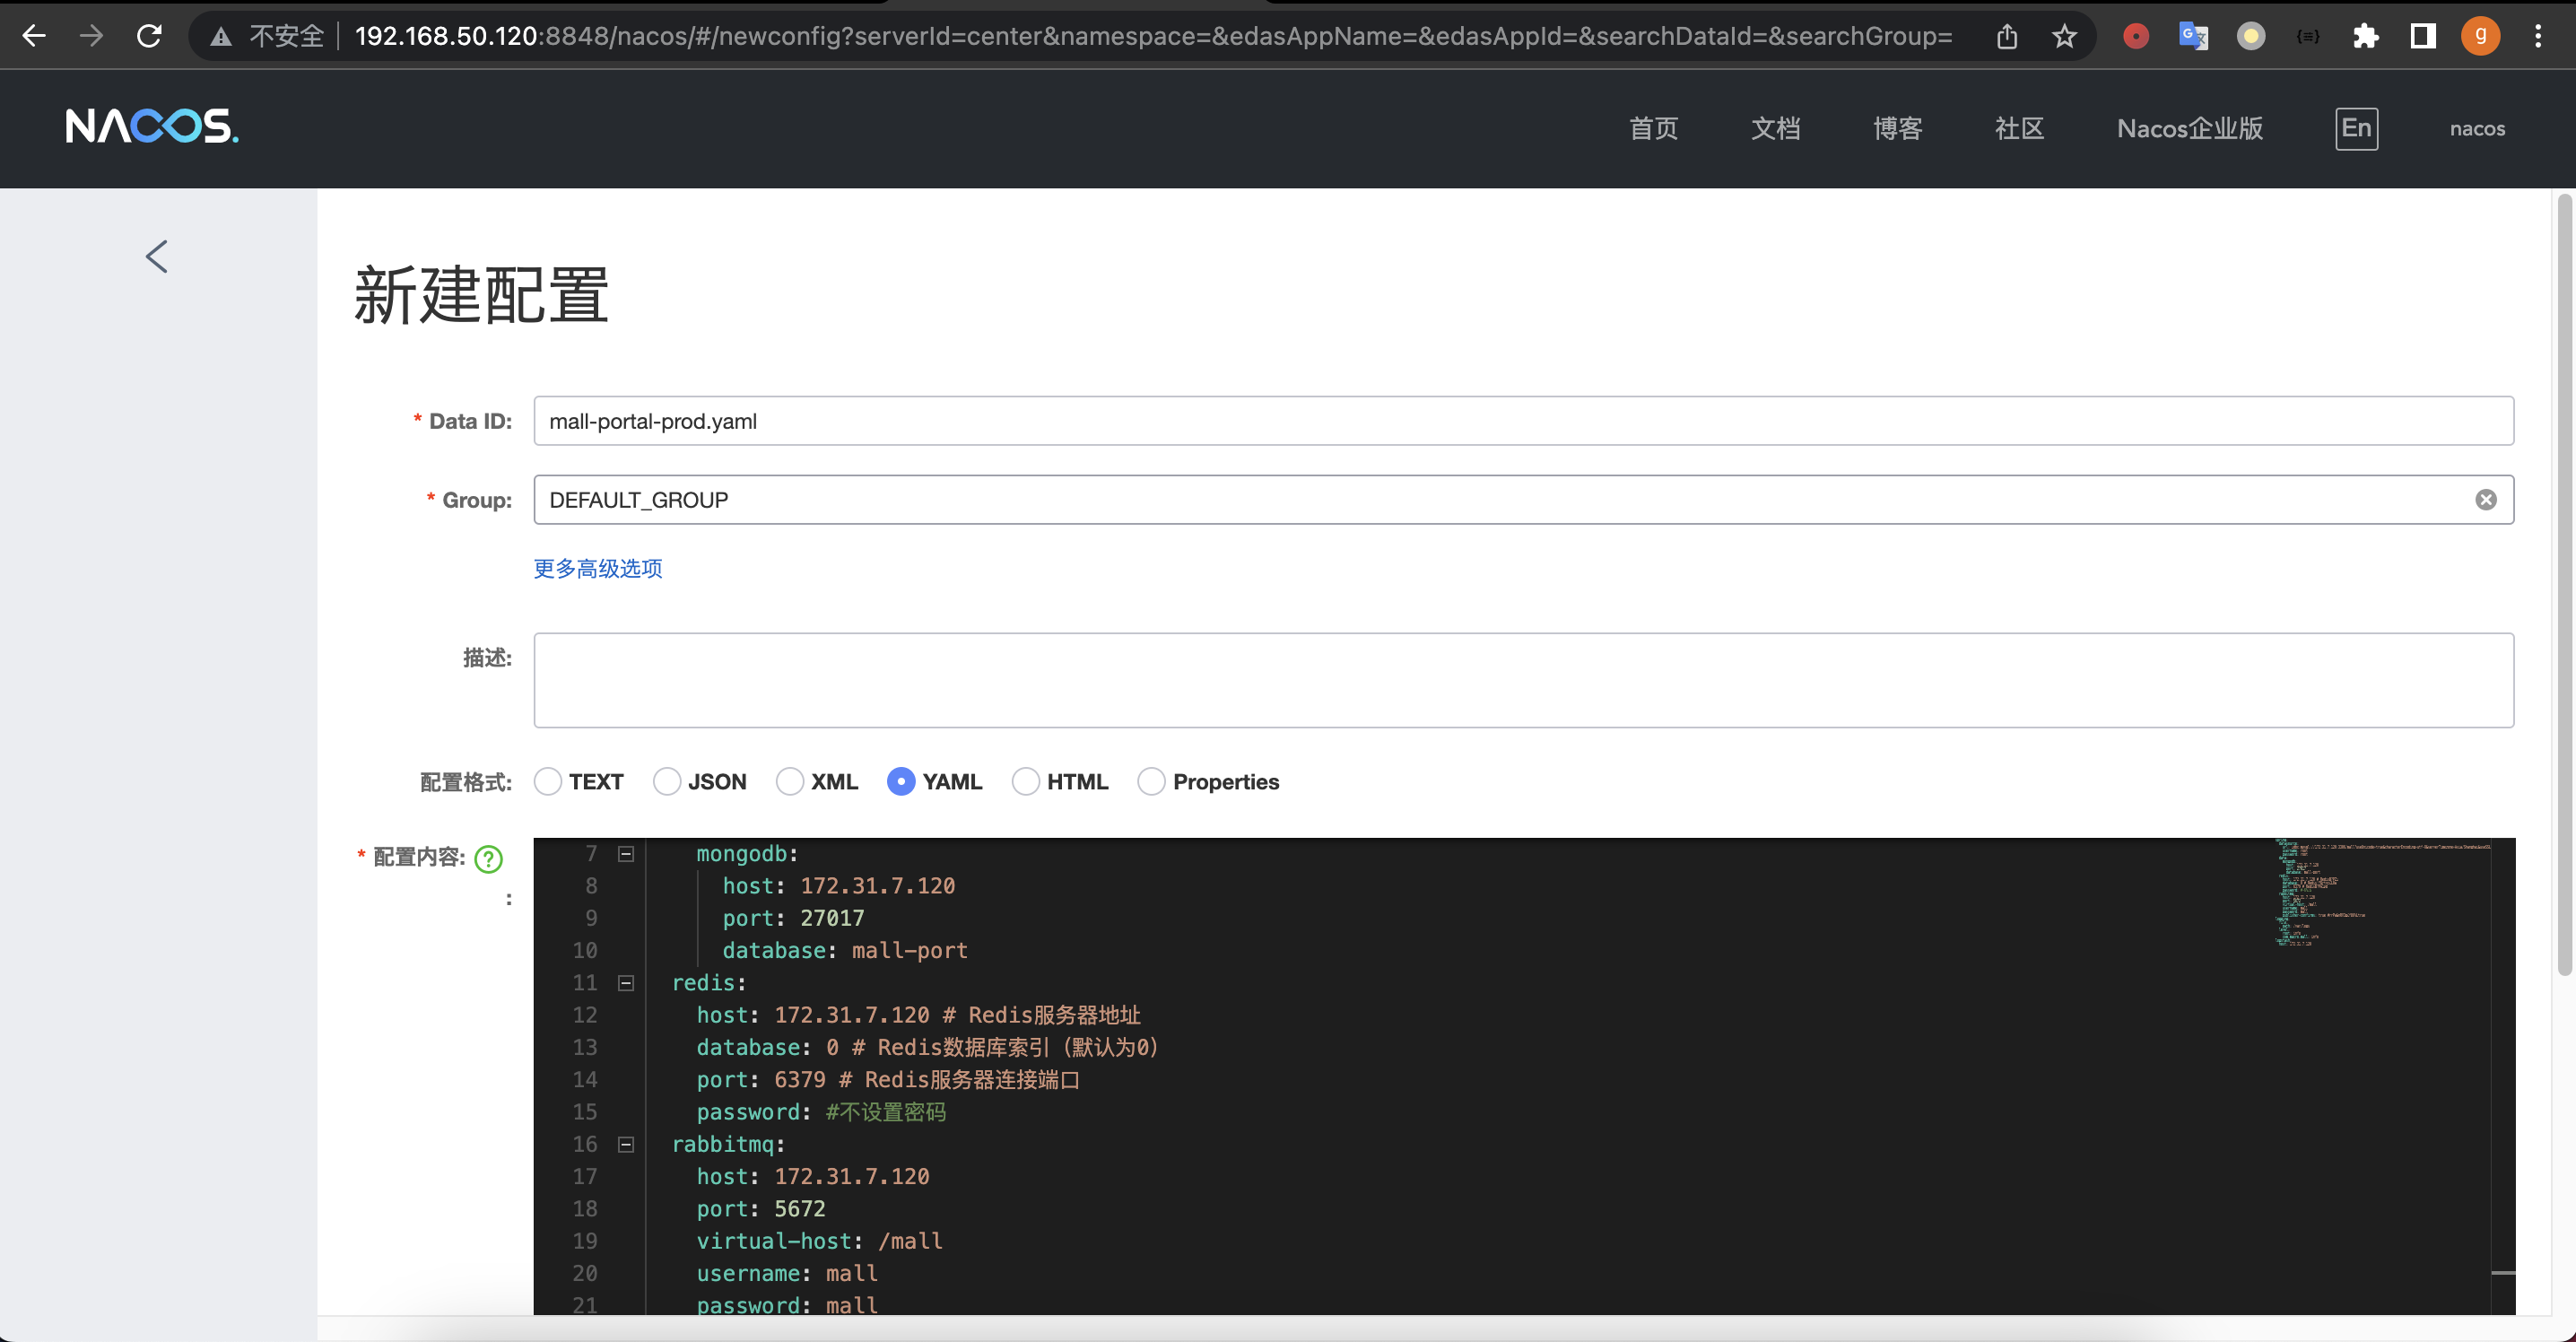 不安全 | 192.168.50.120:8848/nacos/#/newconfig?serverId=center&namespace=&edasAppName=&edasAppId=&searchDataId=&searchGroup=
g
NACOS.
首页 文档 博客 社区 Nacos企业版 En nacos
新建配置
* Data ID: mall-portal-prod.yaml
* Group: DEFAULT_GROUP
更多高级选项
描述:
配置格式: TEXT JSON XML YAML HTML Properties
* 配置内容: ?
:
7 mongodb:
8 host: 172.31.7.120
9 port: 27017
10 database: mall-port
11 redis:
12 host: 172.31.7.120 # Redis服务器地址
13 database: 0 # Redis数据库索引（默认为0）
14 port: 6379 # Redis服务器连接端口
15 password: #不设置密码
16 rabbitmq:
17 host: 172.31.7.120
18 port: 5672
19 virtual-host: /mall
20 username: mall
21 password: mall